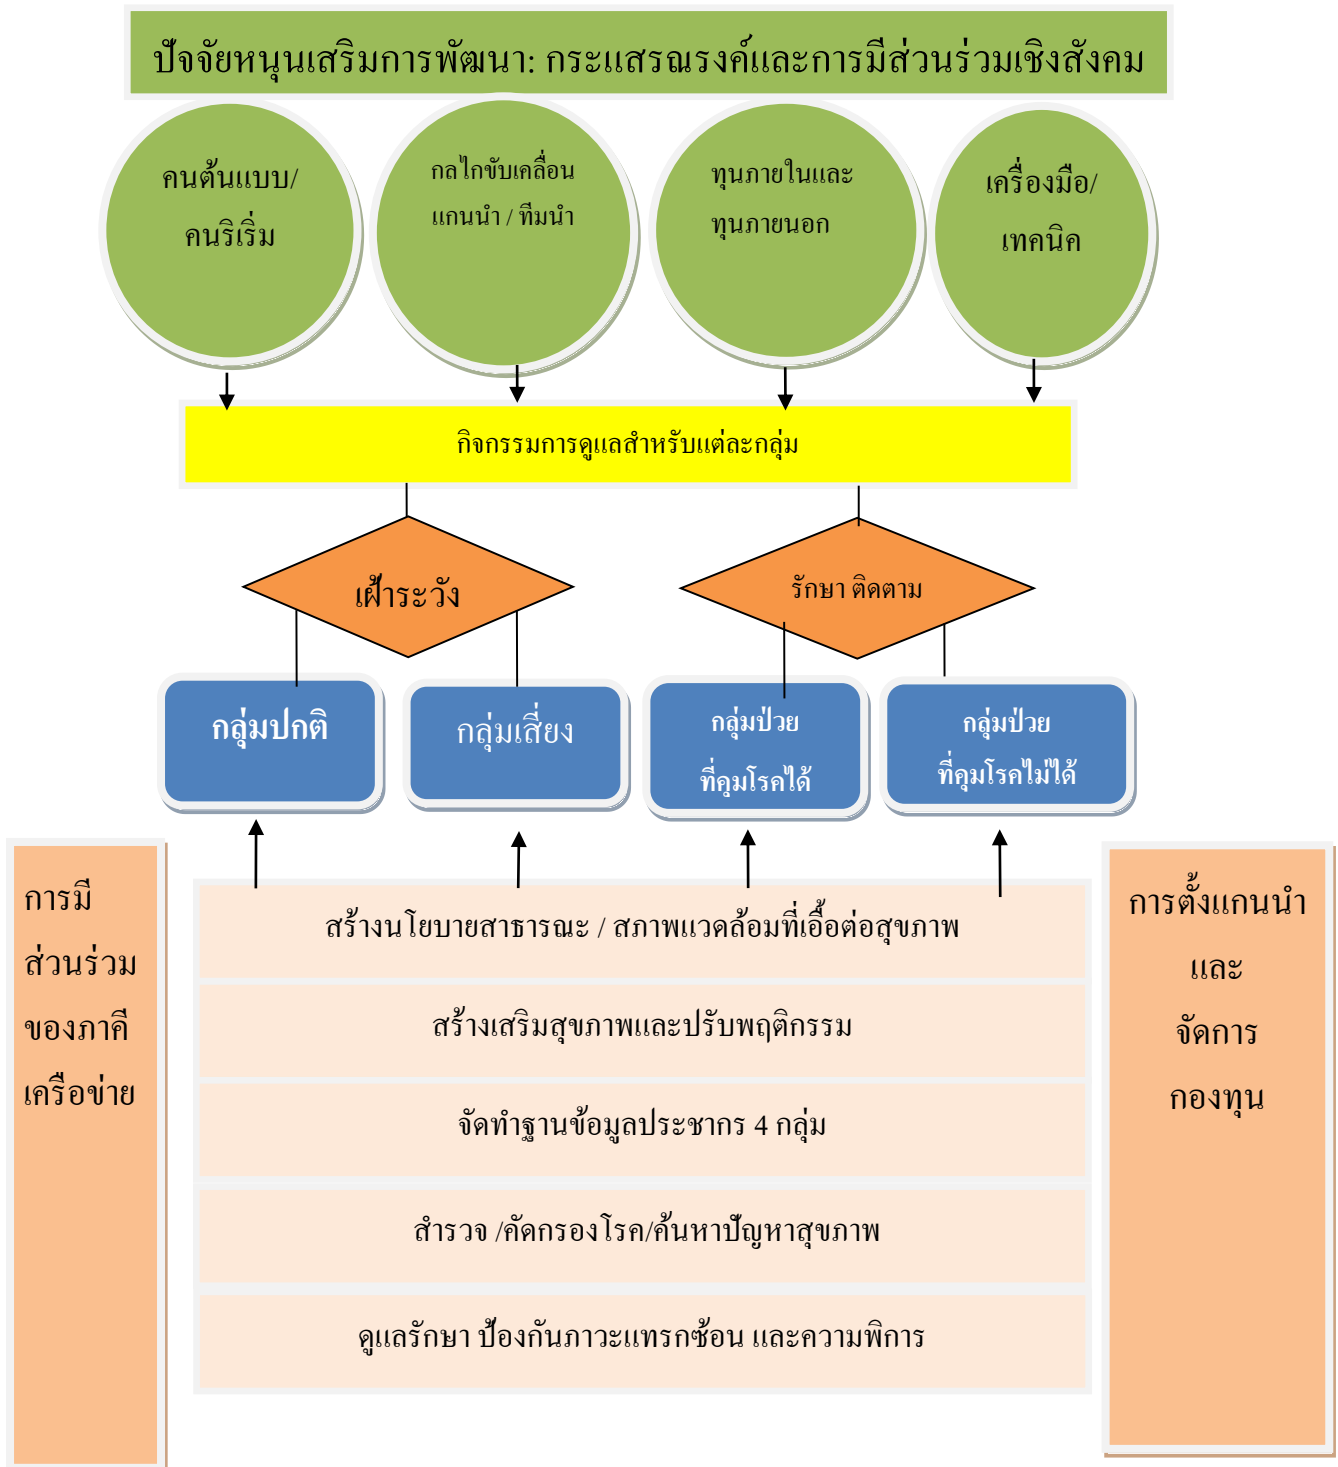 ปัจจัยหนุนเสริมการพัฒนา: กระแสรณรงค์และการมีส่วนร่วมเชิงสังคม
คนต้นแบบ/
คนริเริ่ม
กลไกขับเคลื่อน
แกนนำ / ทีมนำ
ทุนภายในและ
ทุนภายนอก
เครื่องมือ/
เทคนิค
กิจกรรมการดูแลสำหรับแต่ละกลุ่ม
เฝ้าระวัง
รักษา ติดตาม
กลุ่มปกติ
กลุ่มเสี่ยง
กลุ่มป่วย
ที่คุมโรคได้
กลุ่มป่วย
ที่คุมโรคไม่ได้
การมี
ส่วนร่วม
ของภาคี
เครือข่าย
สร้างนโยบายสาธารณะ / สภาพแวดล้อมที่เอื้อต่อสุขภาพ
สร้างเสริมสุขภาพและปรับพฤติกรรม
จัดทำฐานข้อมูลประชากร 4 กลุ่ม
สำรวจ /คัดกรองโรค/ค้นหาปัญหาสุขภาพ
ดูแลรักษา ป้องกันภาวะแทรกซ้อน และความพิการ
การตั้งแกนนำ
และ
จัดการ
กองทุน